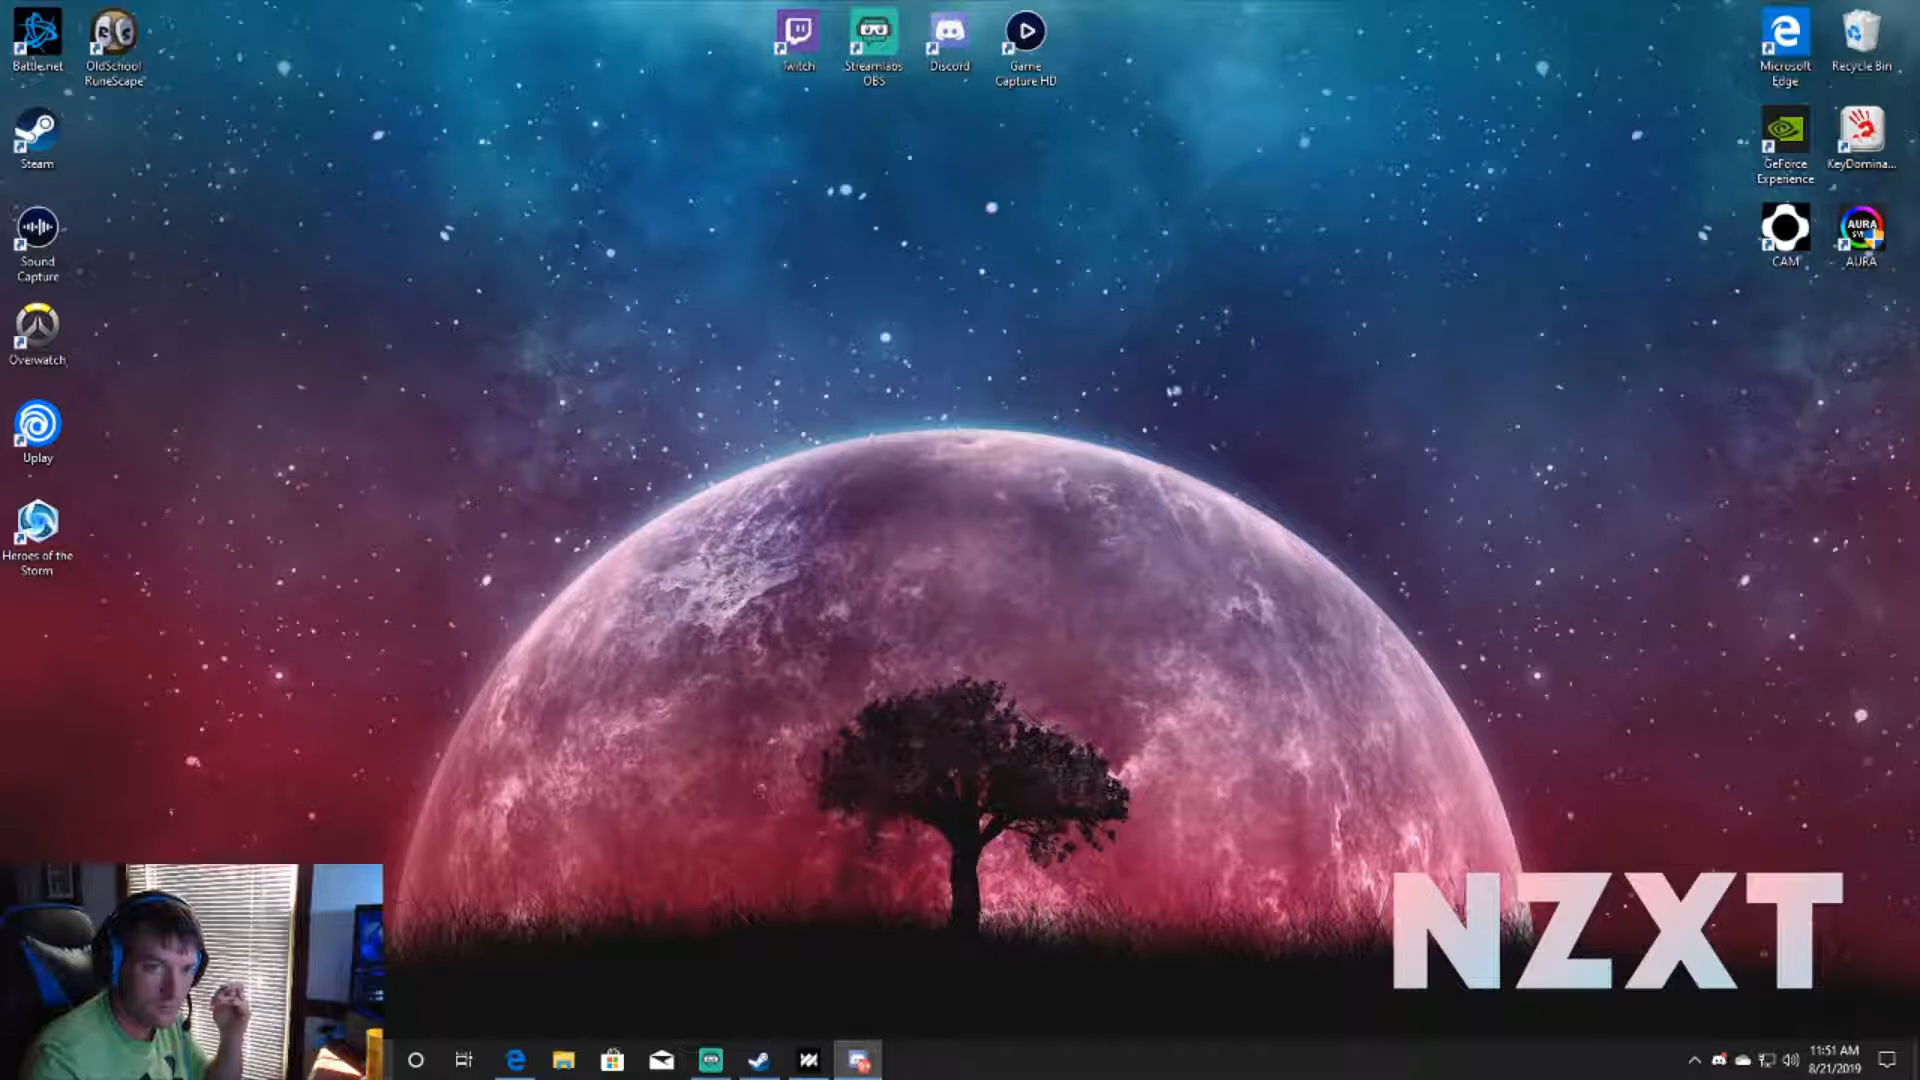 Battle.net
OldSchool
RuneScape
Twitch
Streamlabs
OBS
Discord
Game
Capture HD
Microsoft
Edge
Recycle Bin
Steam
GeForce
Experience
KeyDomina...
Sound
Capture
CAM
AURA
AURA
Overwatch
Uplay
Heroes of the
Storm
NZXT
11:51 AM
8/21/2019